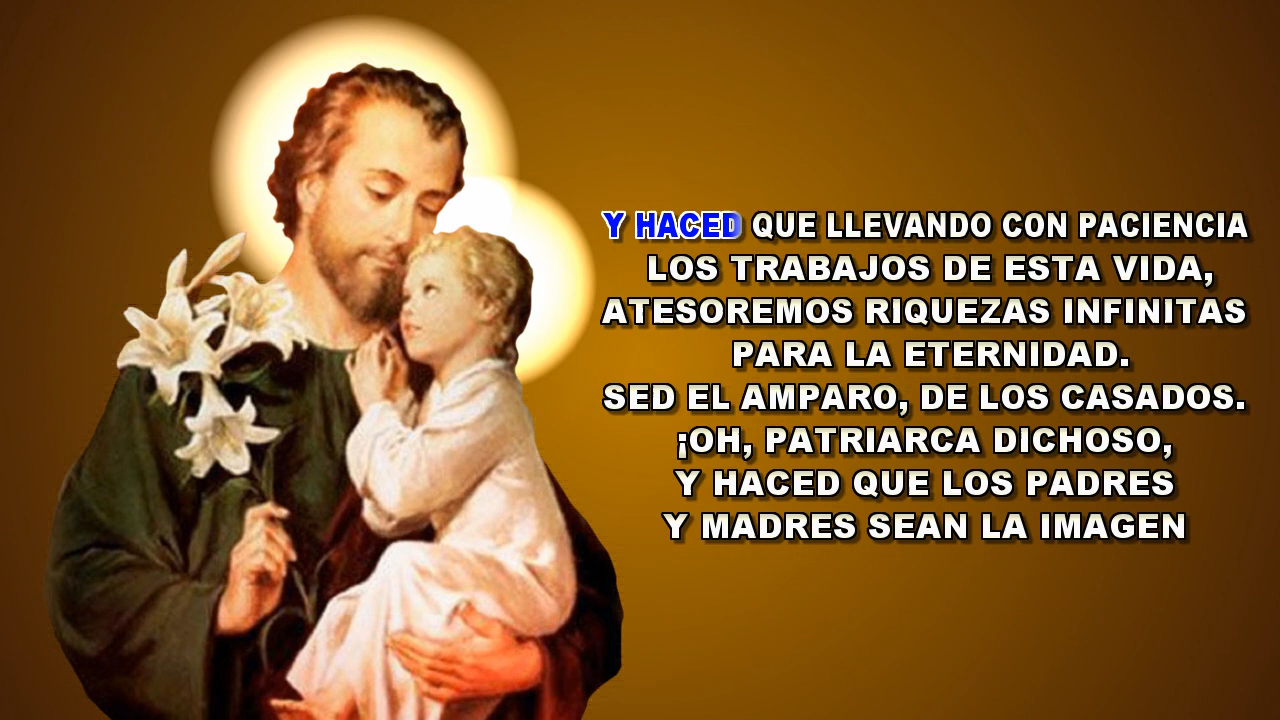 Y HACED QUE LLEVANDO CON PACIENCIA
LOS TRABAJOS DE ESTA VIDA,
ATESOREMOS RIQUEZAS INFINITAS
PARA LA ETERNIDAD.
SED EL AMPARO, DE LOS CASADOS.
¡OH, PATRIARCA DICHOSO,
Y HACED QUE LOS PADRES
Y MADRES SEAN LA IMAGEN